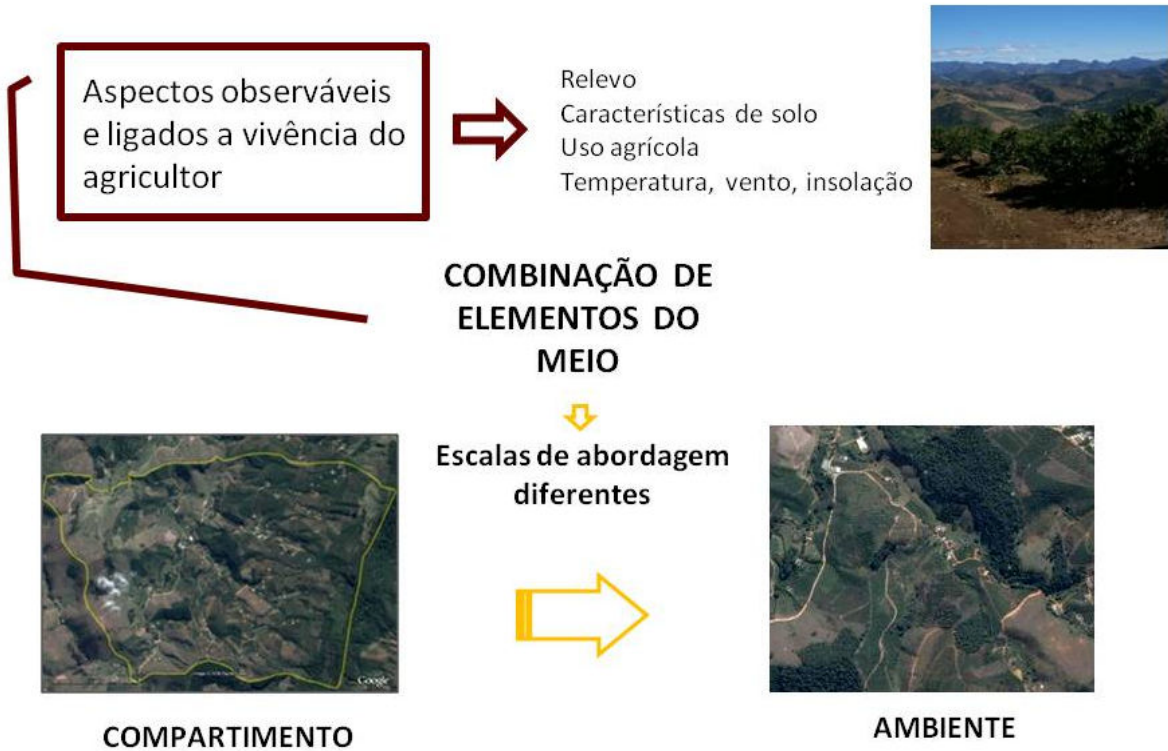 Aspectos observáveis
e ligados a vivência do
agricultor
Relevo
Características de solo
Uso agrícola
Temperatura, vento, insolação
COMBINAÇÃO DE
ELEMENTOS DO
MEIO
Escalas de abordagem
diferentes
Google
COMPARTIMENTO
AMBIENTE